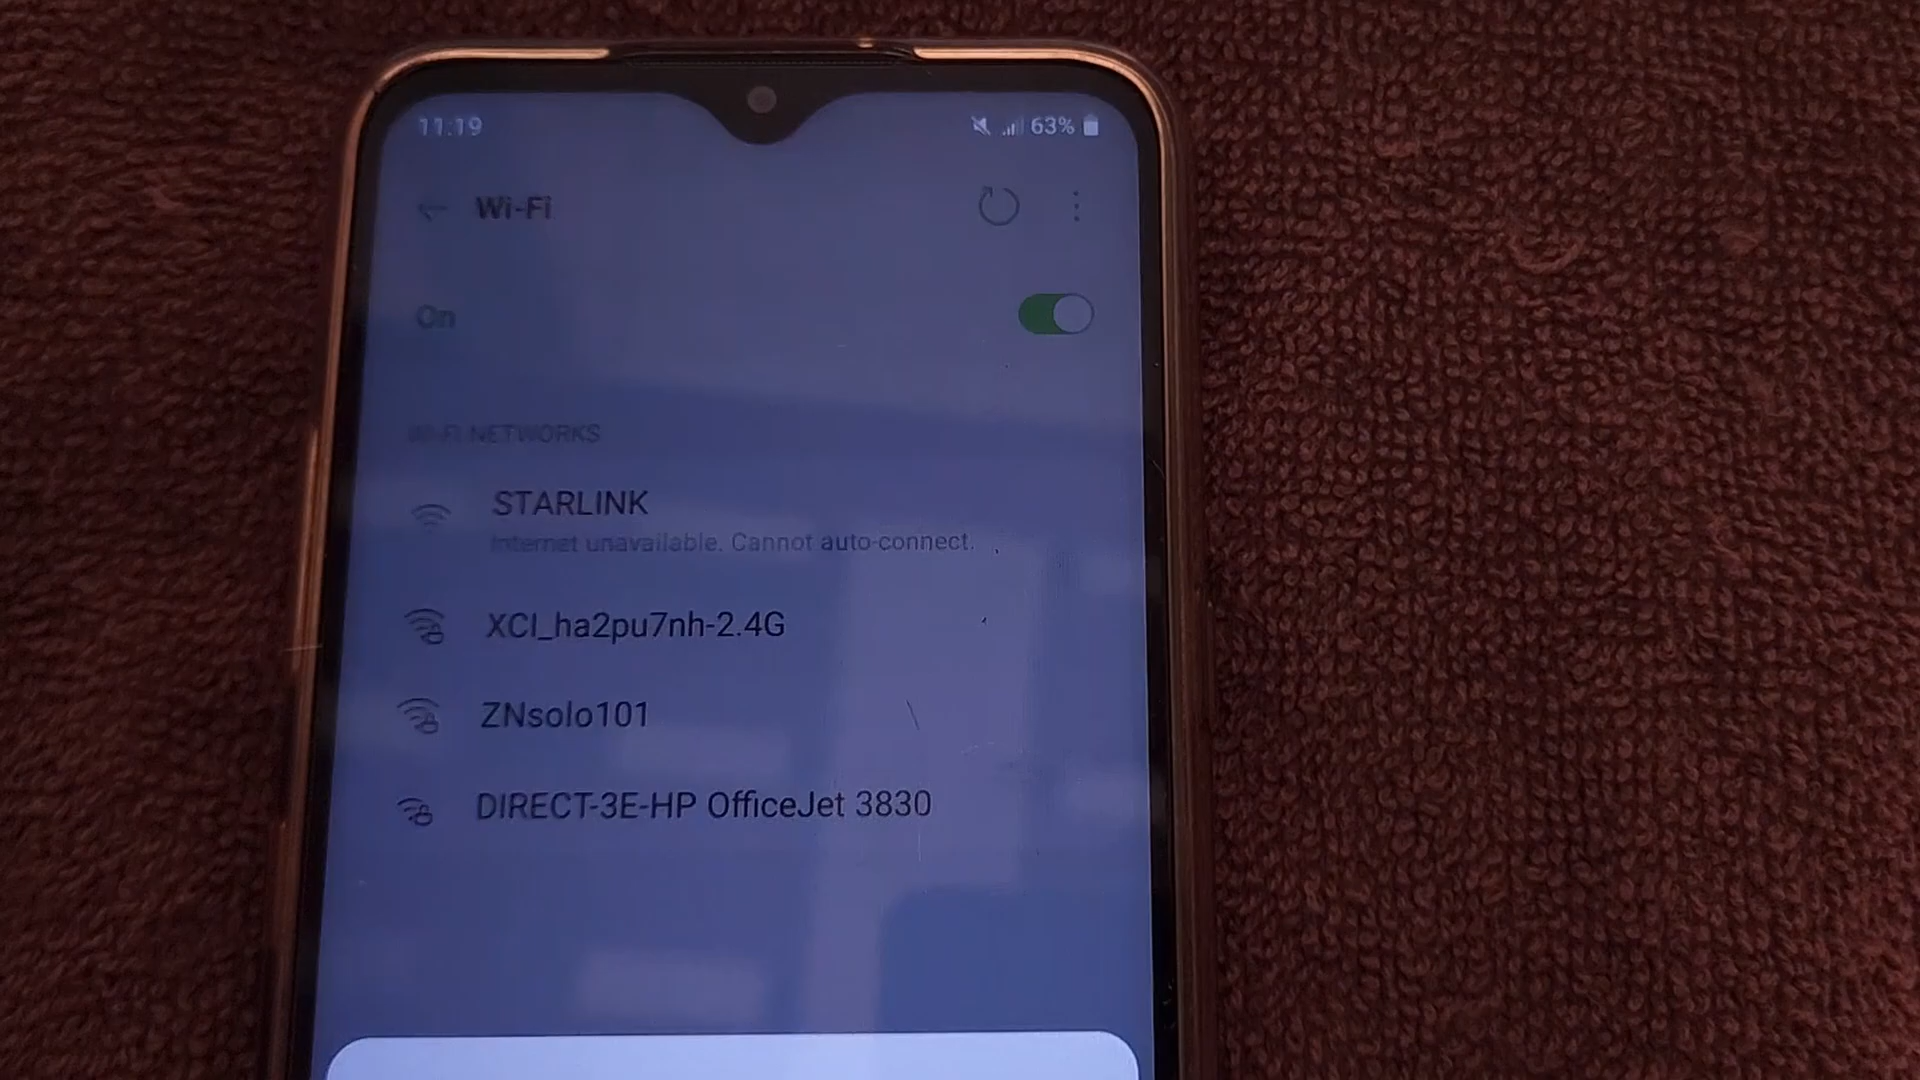 11:19
63%
Wi-Fi
On
WI-FI NETWORKS
STARLINK
Internet unavailable. Cannot auto-connect.
XCI_ha2pu7nh-2.4G
ZNsolo101
DIRECT-3E-HP OfficeJet 3830